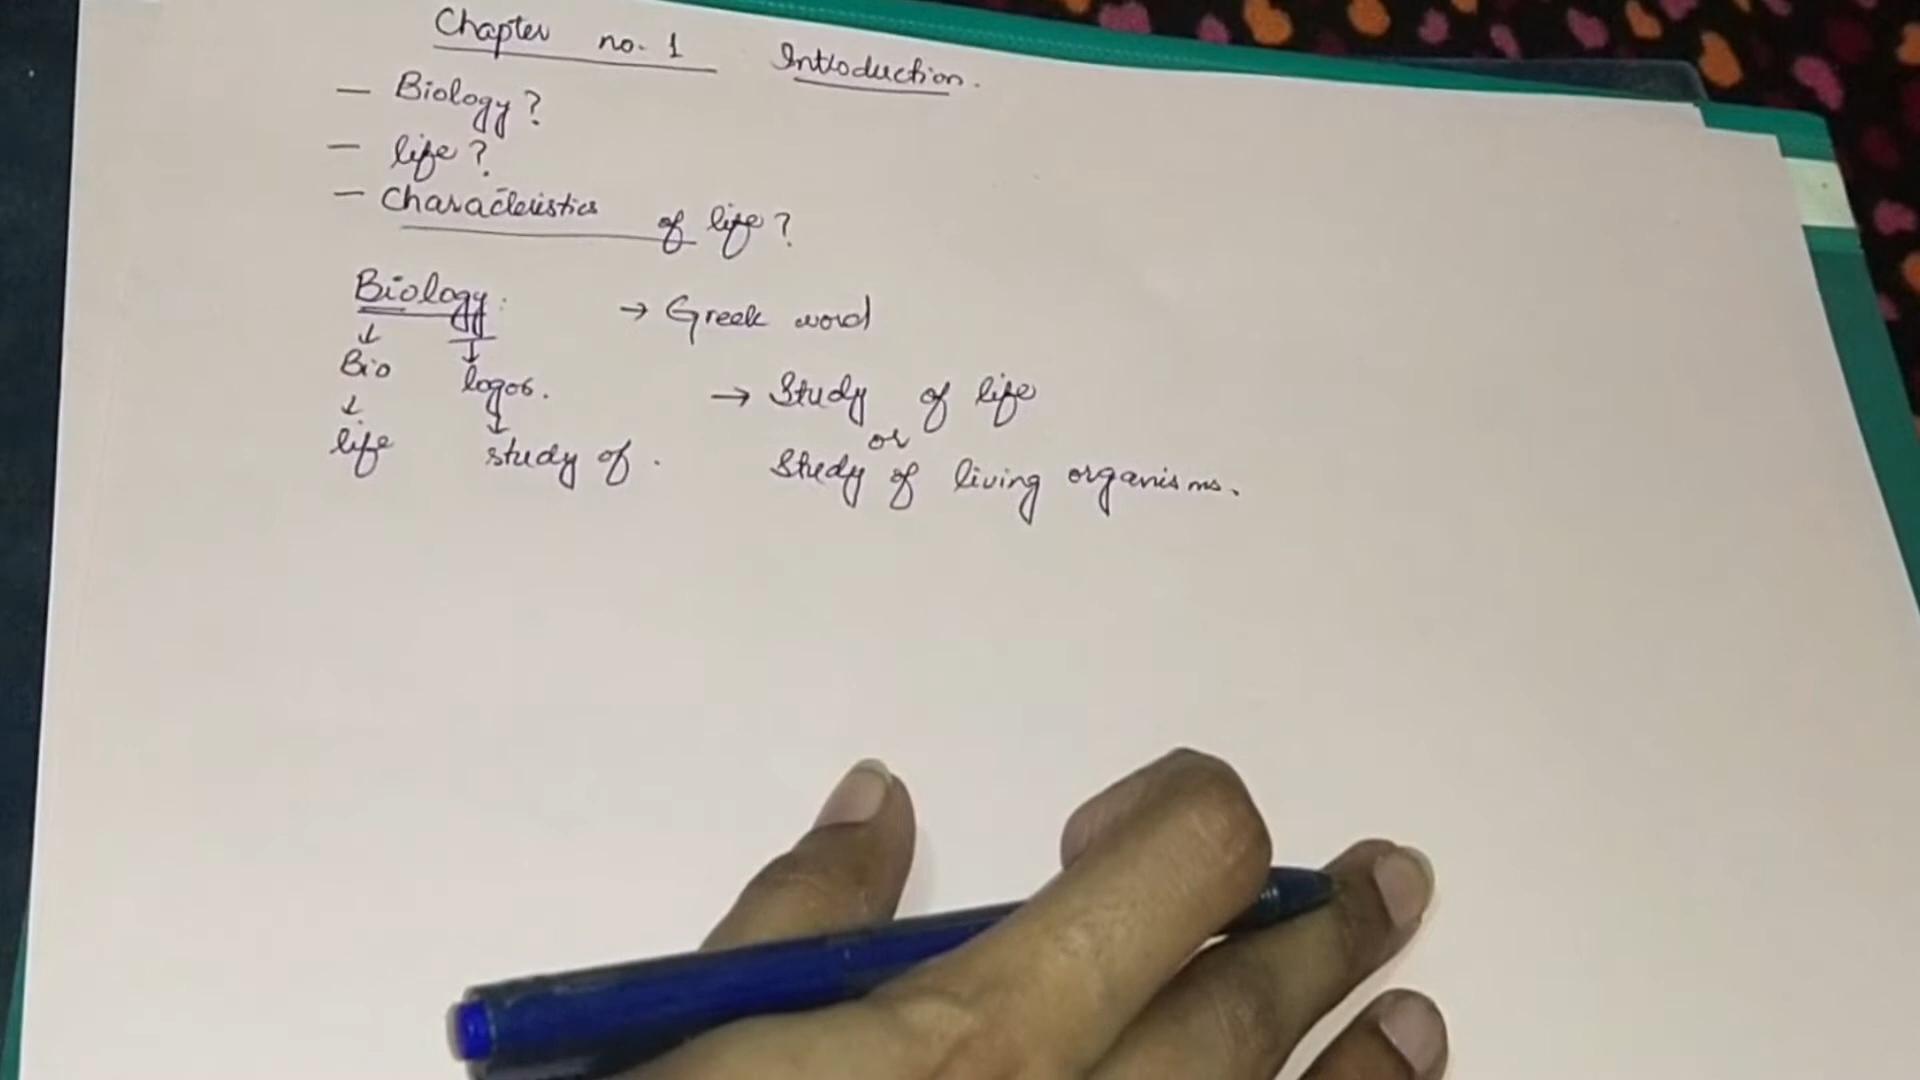 Chapter no. 1 Introduction.
— Biology?
— life?
— Characteristics of life?
Biology: → Greek word
↓ ↓
Bio logos. → Study of life
↓ ↓ or
life study of. Study of living organisms.